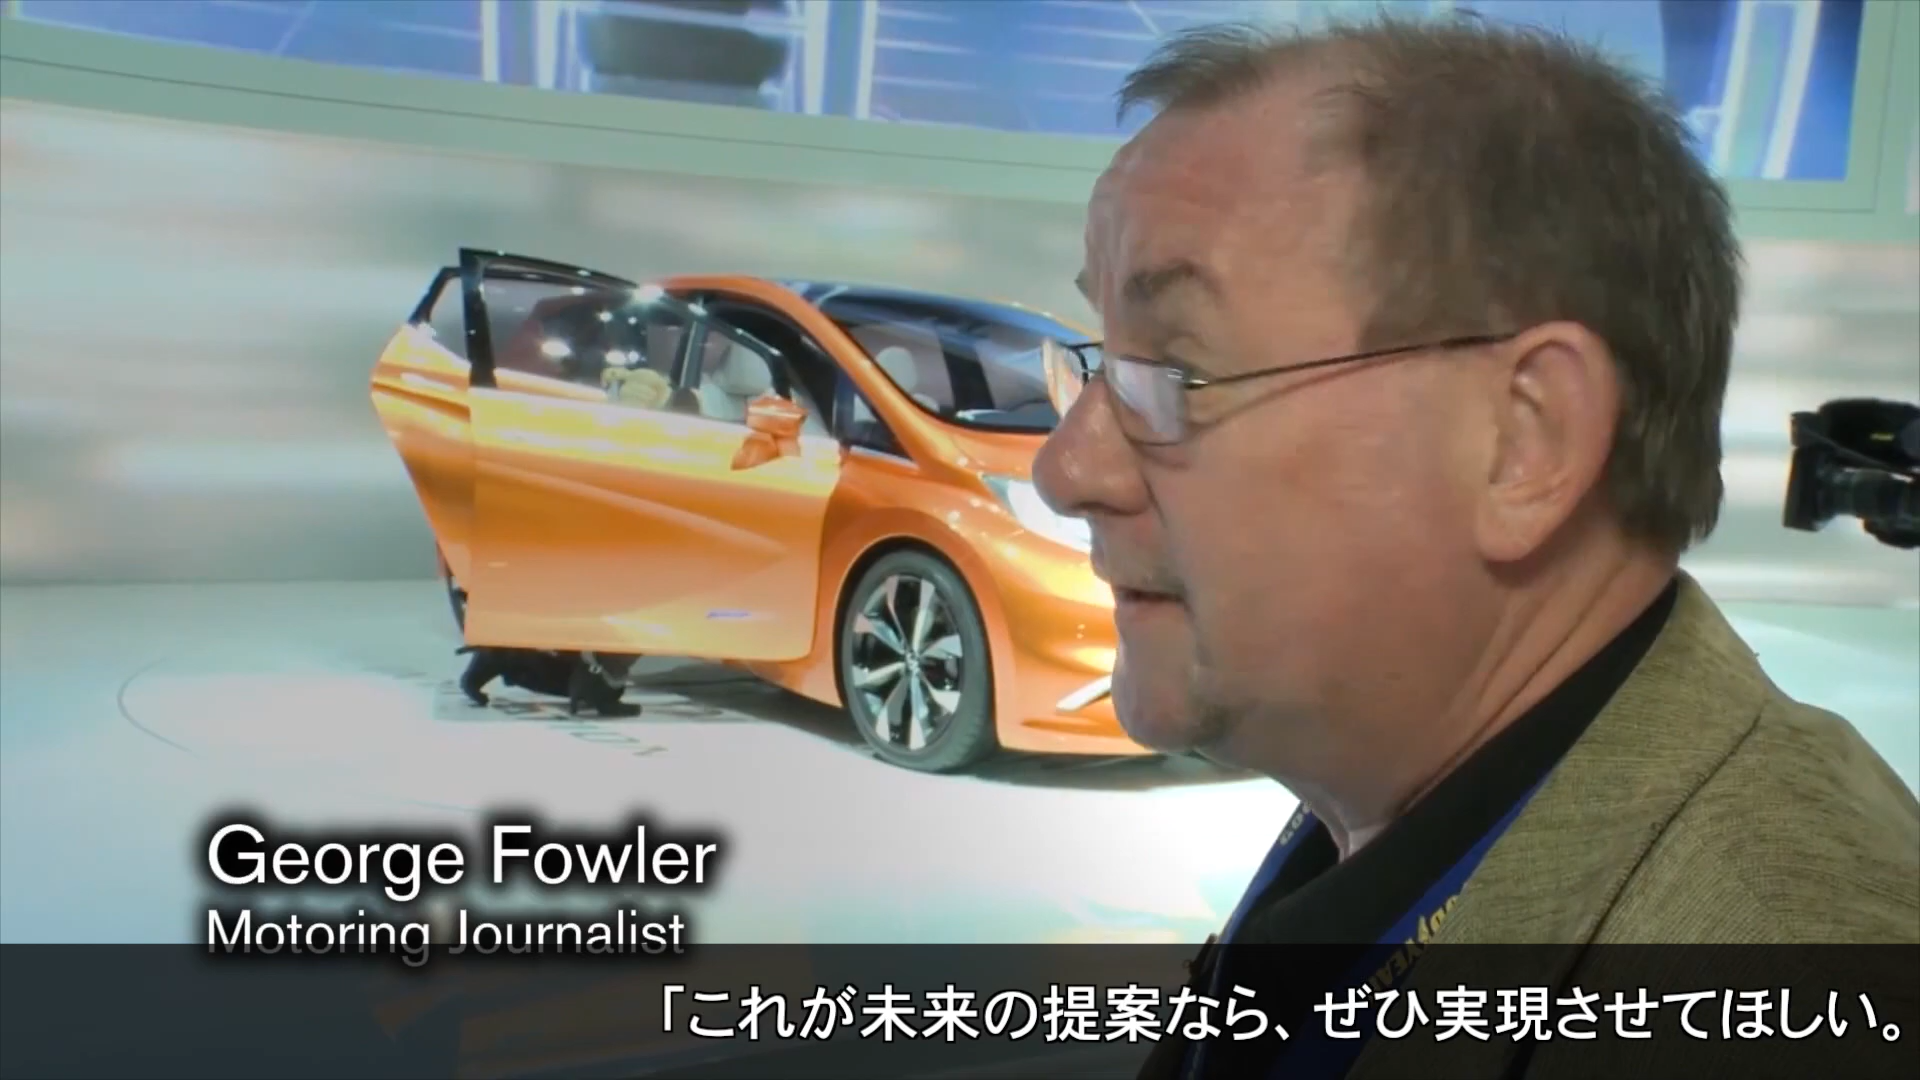 George Fowler
Motoring Journalist
「これが未来の提案なら、ぜひ実現させてほしい。